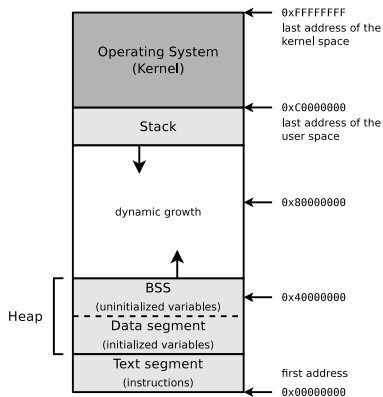 0xFFFFFFFF
last address of the
kernel space
Operating System
(Kernel)
0xC0000000
last address of the
user space
Stack
dynamic growth
0x80000000
BSS
(uninitialized variables)
0x40000000
Heap
Data segment
(initialized variables)
Text segment
(instructions)
first address
0x00000000